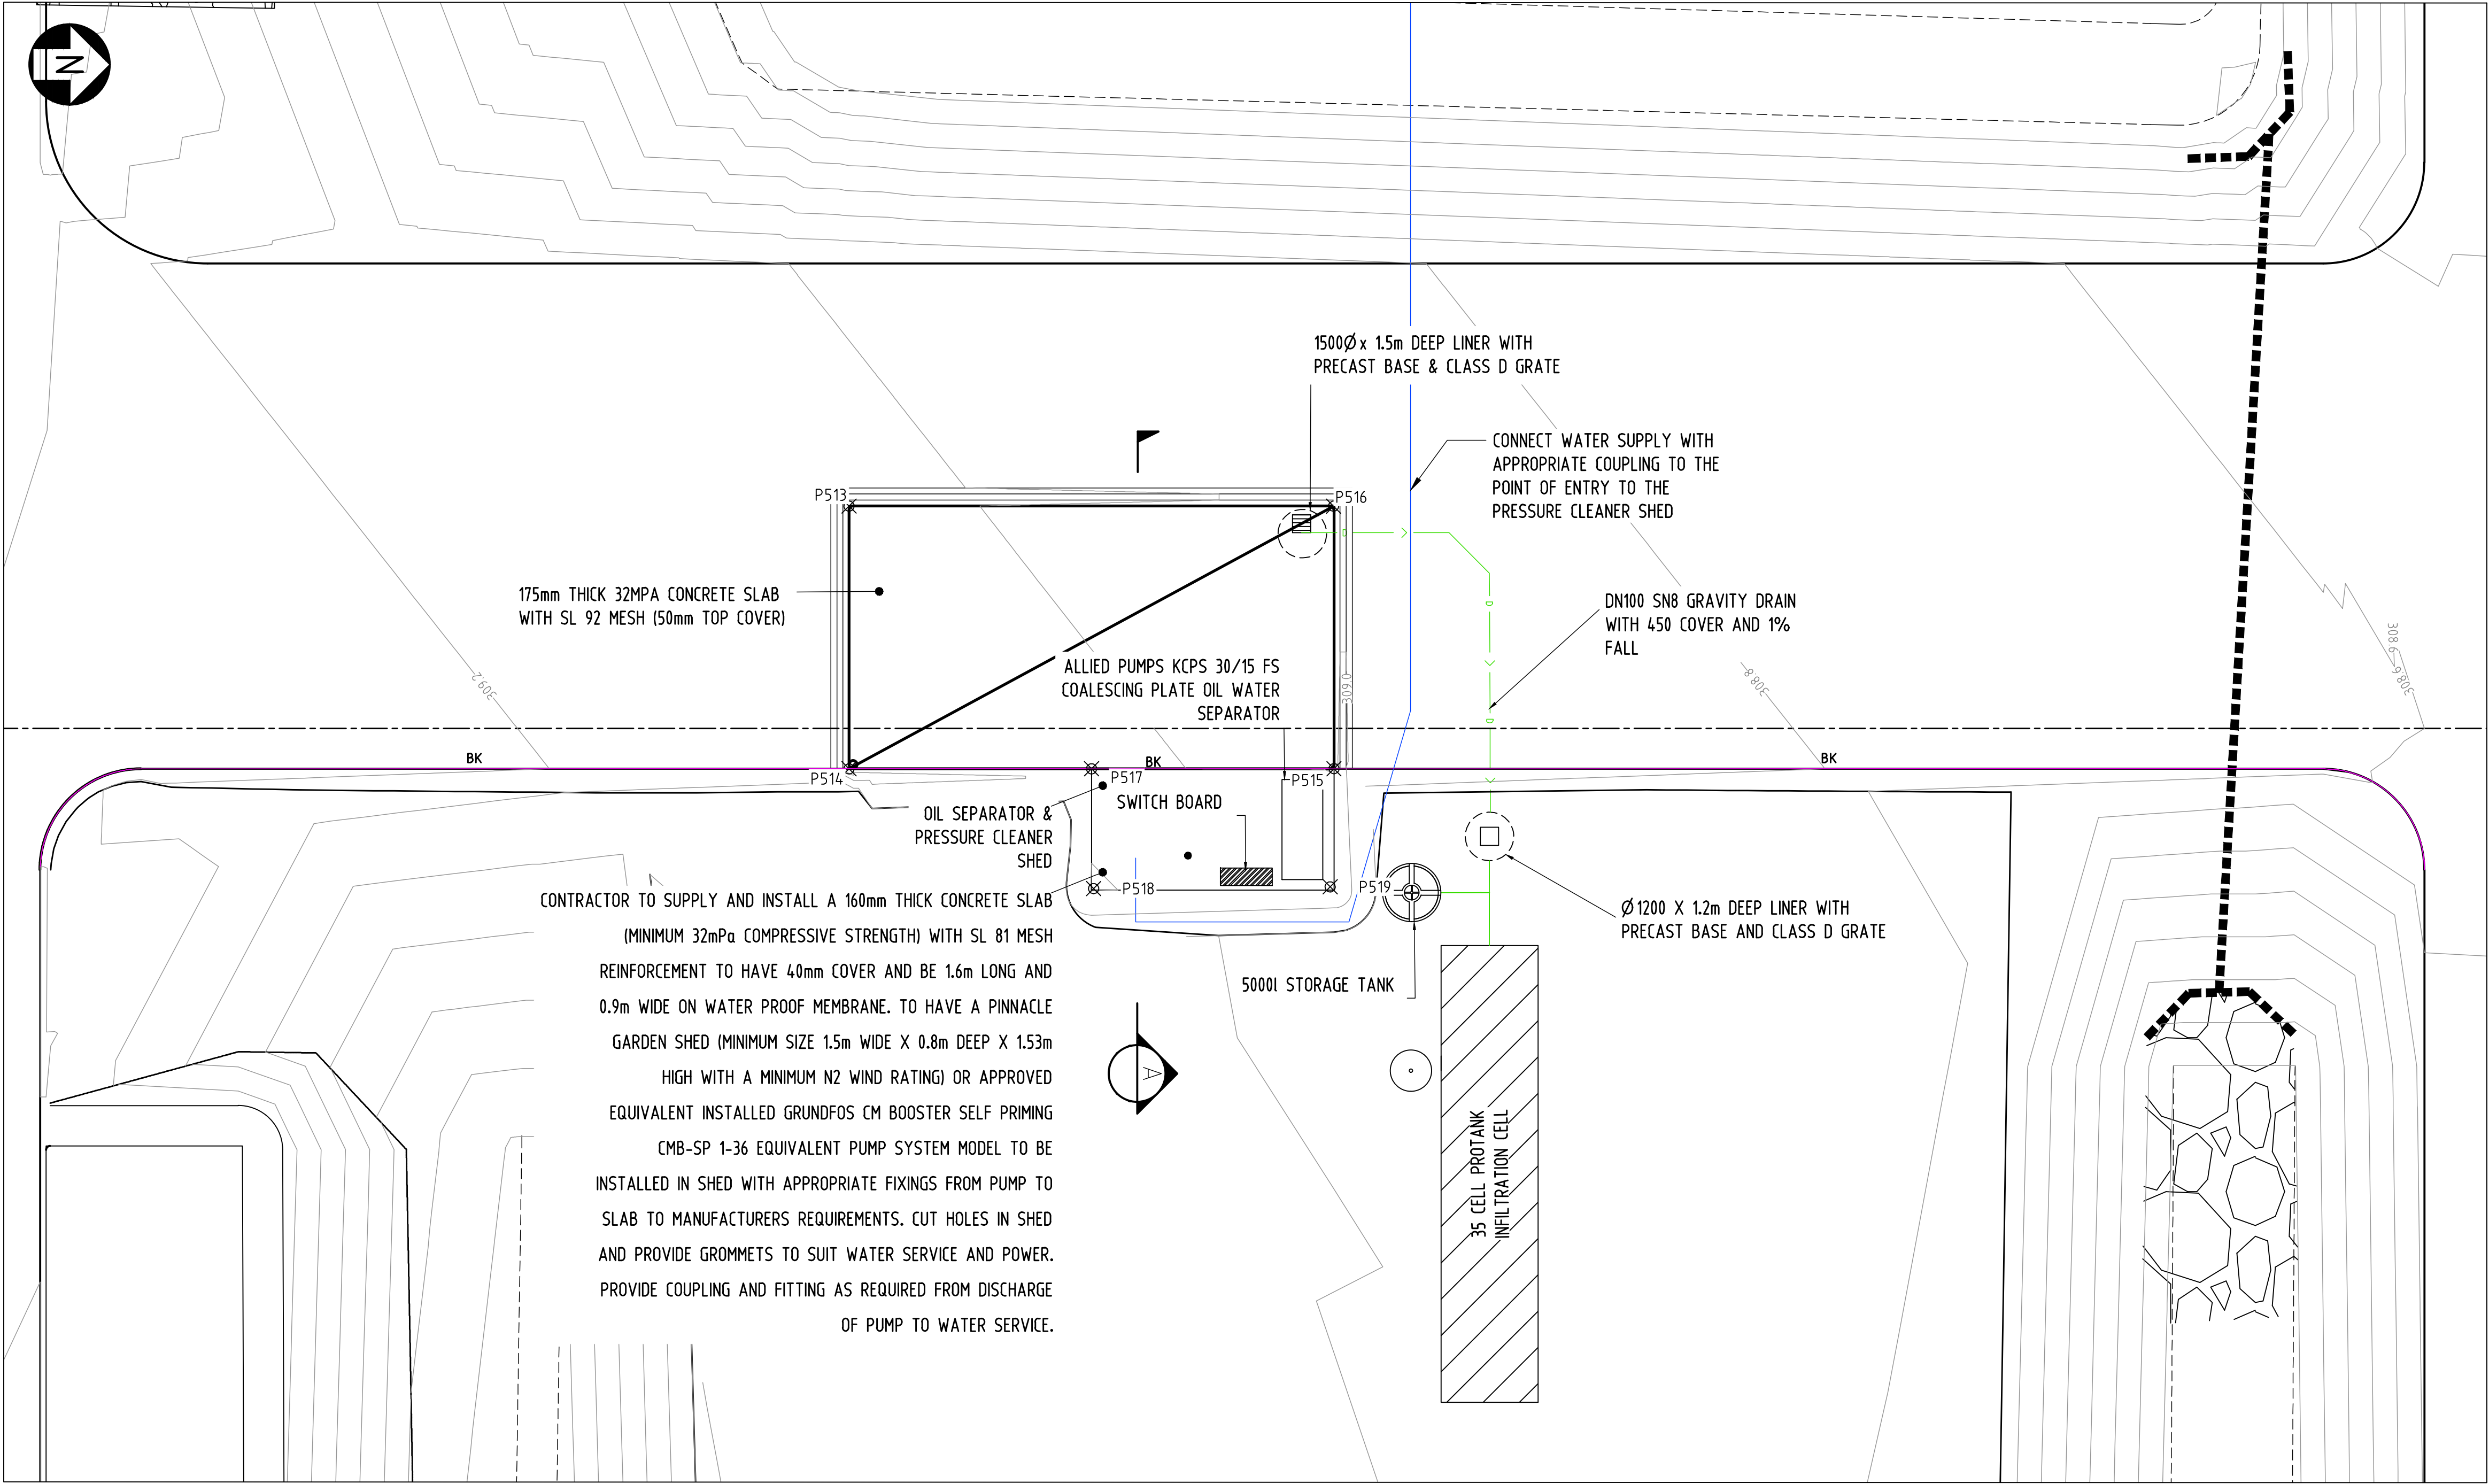 N
1500Ø x 1.5m DEEP LINER WITH
PRECAST BASE & CLASS D GRATE
CONNECT WATER SUPPLY WITH
APPROPRIATE COUPLING TO THE
POINT OF ENTRY TO THE
PRESSURE CLEANER SHED
P513
P516
175mm THICK 32MPA CONCRETE SLAB
WITH SL 92 MESH (50mm TOP COVER)
D
D
DN100 SN8 GRAVITY DRAIN
WITH 450 COVER AND 1%
FALL
ALLIED PUMPS KCPS 30/15 FS
COALESCING PLATE OIL WATER
SEPARATOR
309.2
309.0
308.8
308.6
308.6
D
BK
BK
BK
P514
P517
P515
SWITCH BOARD
OIL SEPARATOR &
PRESSURE CLEANER
SHED
P518
P519
CONTRACTOR TO SUPPLY AND INSTALL A 160mm THICK CONCRETE SLAB
(MINIMUM 32mPa COMPRESSIVE STRENGTH) WITH SL 81 MESH
REINFORCEMENT TO HAVE 40mm COVER AND BE 1.6m LONG AND
0.9m WIDE ON WATER PROOF MEMBRANE. TO HAVE A PINNACLE
GARDEN SHED (MINIMUM SIZE 1.5m WIDE X 0.8m DEEP X 1.53m
HIGH WITH A MINIMUM N2 WIND RATING) OR APPROVED
EQUIVALENT INSTALLED GRUNDFOS CM BOOSTER SELF PRIMING
CMB-SP 1-36 EQUIVALENT PUMP SYSTEM MODEL TO BE
INSTALLED IN SHED WITH APPROPRIATE FIXINGS FROM PUMP TO
SLAB TO MANUFACTURERS REQUIREMENTS. CUT HOLES IN SHED
AND PROVIDE GROMMETS TO SUIT WATER SERVICE AND POWER.
PROVIDE COUPLING AND FITTING AS REQUIRED FROM DISCHARGE
OF PUMP TO WATER SERVICE.
Ø 1200 X 1.2m DEEP LINER WITH
PRECAST BASE AND CLASS D GRATE
5000l STORAGE TANK
A
35 CELL PROTANK
INFILTRATION CELL